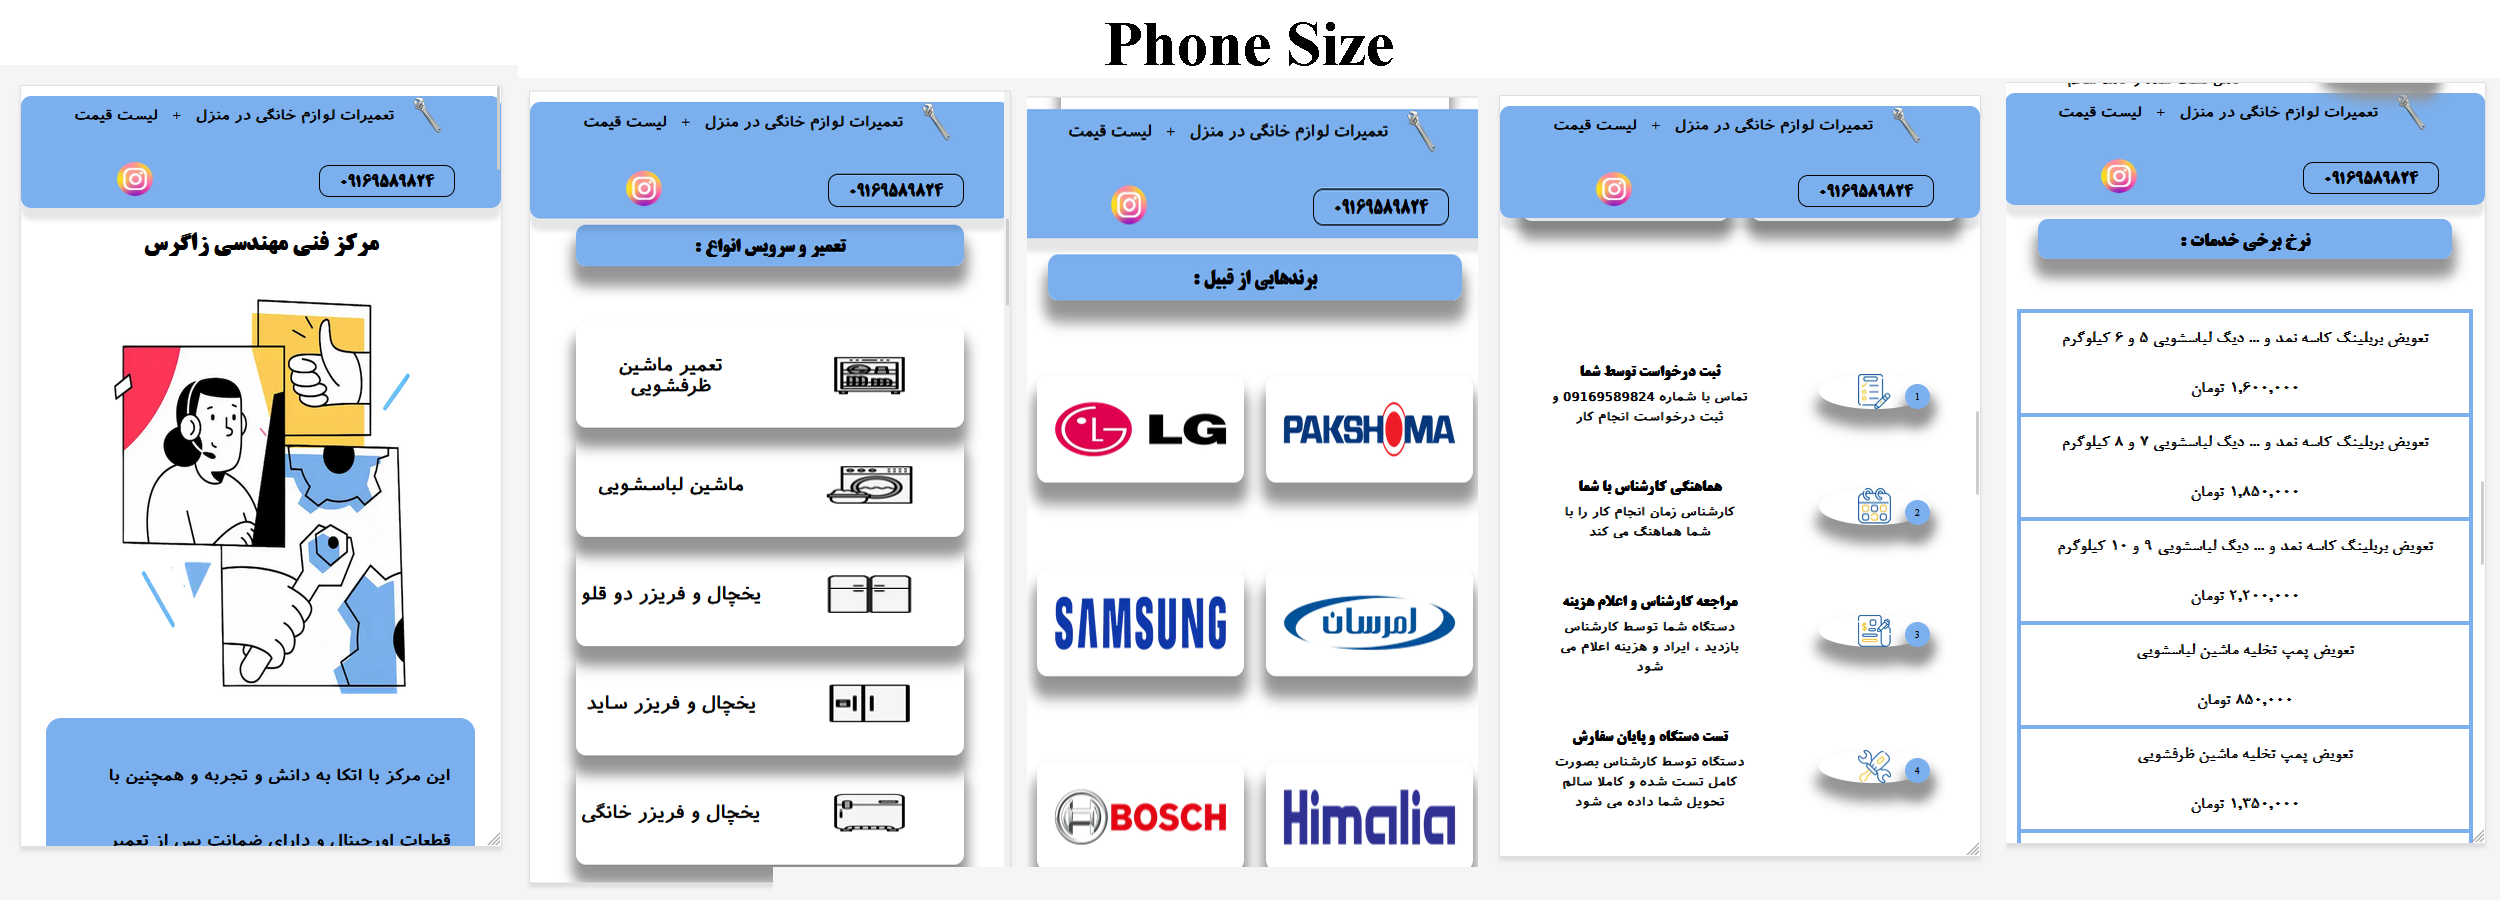 Phone Size
تعمیرات لوازم خانگی در منزل + لیست قیمت
۰۹۱۶۹۵۸۹۸۲۴
مرکز فنی مهندسی زاگرس
این مرکز با اتکا به دانش و تجربه و همچنین با
قطعات اورجینال و دارای ضمانت پس از تعمیر
تعمیرات لوازم خانگی در منزل + لیست قیمت
۰۹۱۶۹۵۸۹۸۲۴
تعمیر و سرویس انواع :
تعمیر ماشین
ظرفشویی
ماشین لباسشویی
یخچال و فریزر دو قلو
یخچال و فریزر ساید
یخچال و فریزر خانگی
تعمیرات لوازم خانگی در منزل + لیست قیمت
۰۹۱۶۹۵۸۹۸۲۴
برندهایی از قبیل :
LG
PAKSHOMA
SAMSUNG
امرسان
BOSCH
Himalia
تعمیرات لوازم خانگی در منزل + لیست قیمت
۰۹۱۶۹۵۸۹۸۲۴
1
ثبت درخواست توسط شما
تماس با شماره 09169589824 و
ثبت درخواست انجام کار
2
هماهنگی کارشناس با شما
کارشناس زمان انجام کار را با
شما هماهنگ می کند
3
مراجعه کارشناس و اعلام هزینه
دستگاه شما توسط کارشناس
بازدید ، ایراد و هزینه اعلام می
شود
4
تست دستگاه و پایان سفارش
دستگاه توسط کارشناس بصورت
کامل تست شده و کاملا سالم
تحویل شما داده می شود
تعمیرات لوازم خانگی در منزل + لیست قیمت
۰۹۱۶۹۵۸۹۸۲۴
نرخ برخی خدمات :
تعویض بربلینگ کاسه نمد و ... دیگ لباسشویی ۵ و ۶ کیلوگرم
۱,۶۰۰,۰۰۰ تومان
تعویض بربلینگ کاسه نمد و ... دیگ لباسشویی ۷ و ۸ کیلوگرم
۱,۸۵۰,۰۰۰ تومان
تعویض بربلینگ کاسه نمد و ... دیگ لباسشویی ۹ و ۱۰ کیلوگرم
۲,۲۰۰,۰۰۰ تومان
تعویض پمپ تخلیه ماشین لباسشویی
۸۵۰,۰۰۰ تومان
تعویض پمپ تخلیه ماشین ظرفشویی
۱,۳۵۰,۰۰۰ تومان